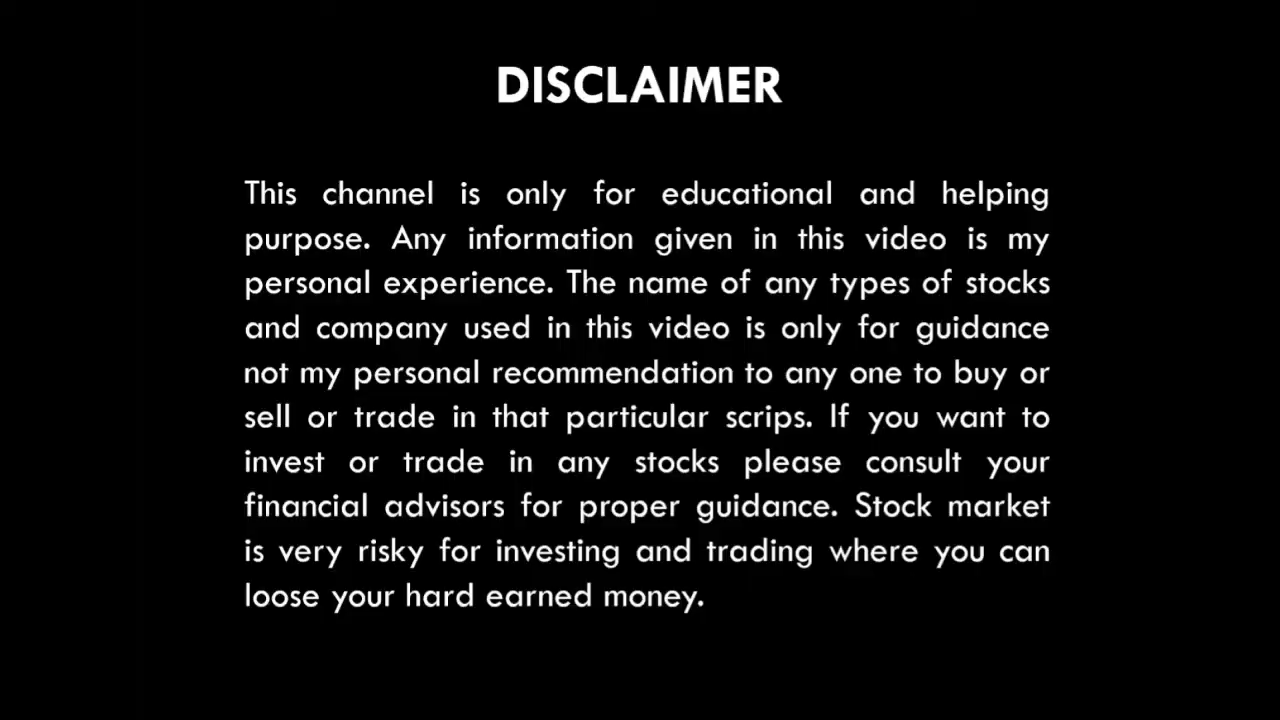 DISCLAIMER
This channel is only for educational and helping
purpose. Any information given in this video is my
personal experience. The name of any types of stocks
and company used in this video is only for guidance
not my personal recommendation to any one to buy or
sell or trade in that particular scrips. If you want to
invest or trade in any stocks please consult your
financial advisors for proper guidance. Stock market
is very risky for investing and trading where you can
loose your hard earned money.